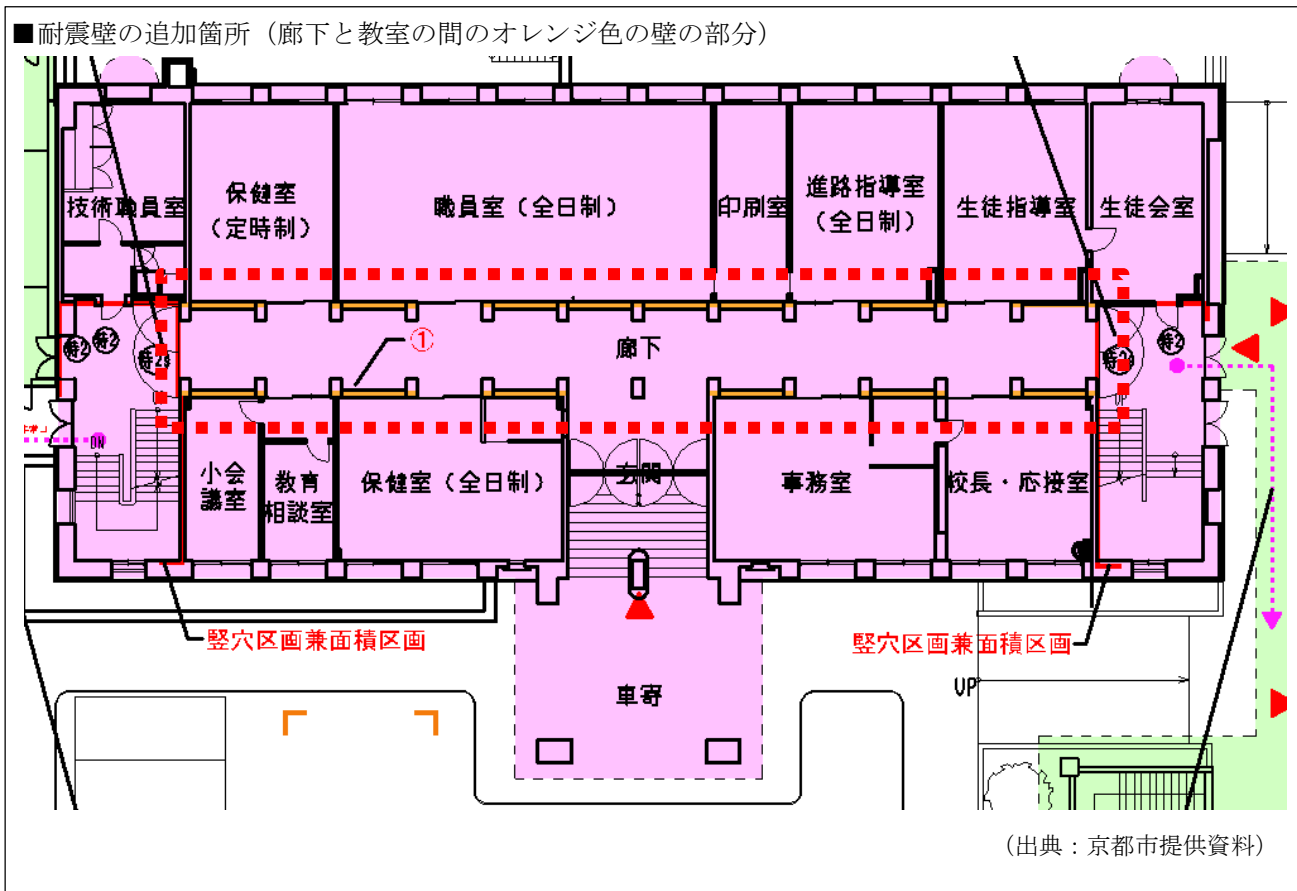 ■耐震壁の追加箇所（廊下と教室の間のオレンジ色の壁の部分）
技術職員室
保健室
（定時制）
職員室（全日制）
印刷室
進路指導室
（全日制）
生徒指導室
生徒会室
特2
特2
特2
①
廊下
特2
DN
UP
小会
議室
教育
相談室
保健室（全日制）
玄関
事務室
校長・応接室
竪穴区画兼面積区画
竪穴区画兼面積区画
車寄
UP
（出典：京都市提供資料）